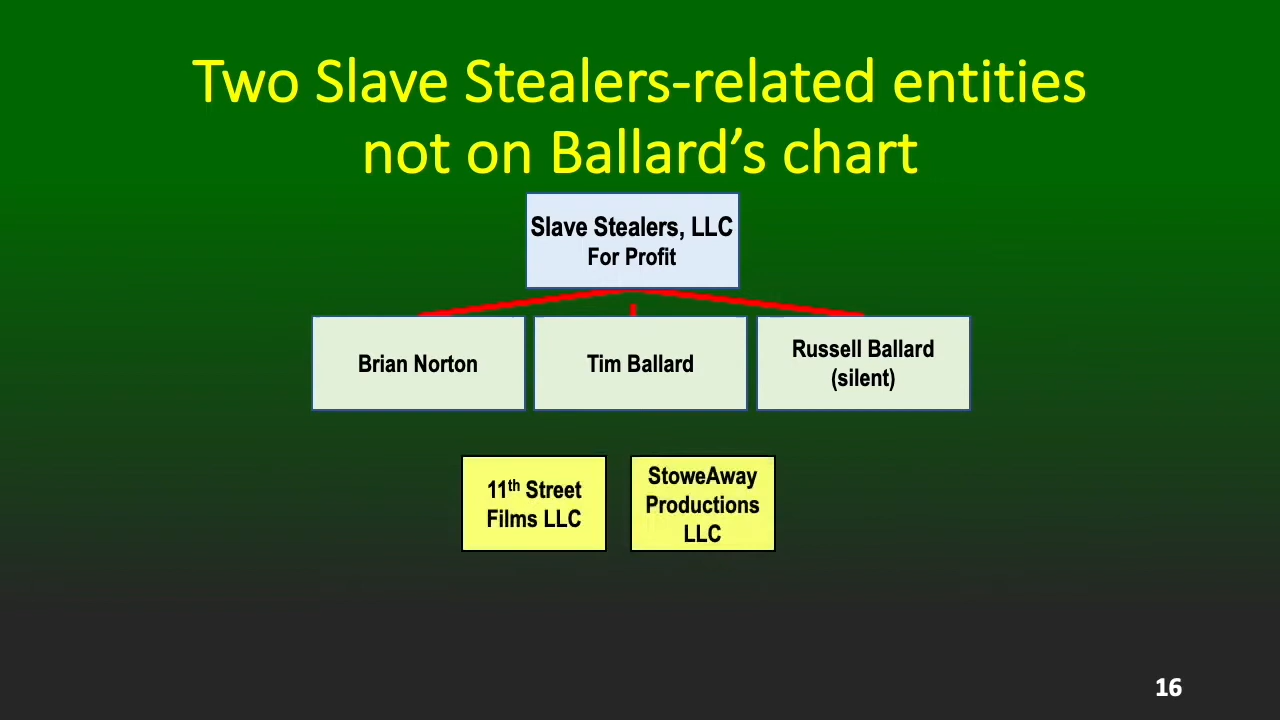 Two Slave Stealers-related entities
not on Ballard’s chart
Slave Stealers, LLC
For Profit
Brian Norton
Tim Ballard
Russell Ballard
(silent)
11th Street
Films LLC
StoweAway
Productions
LLC
16